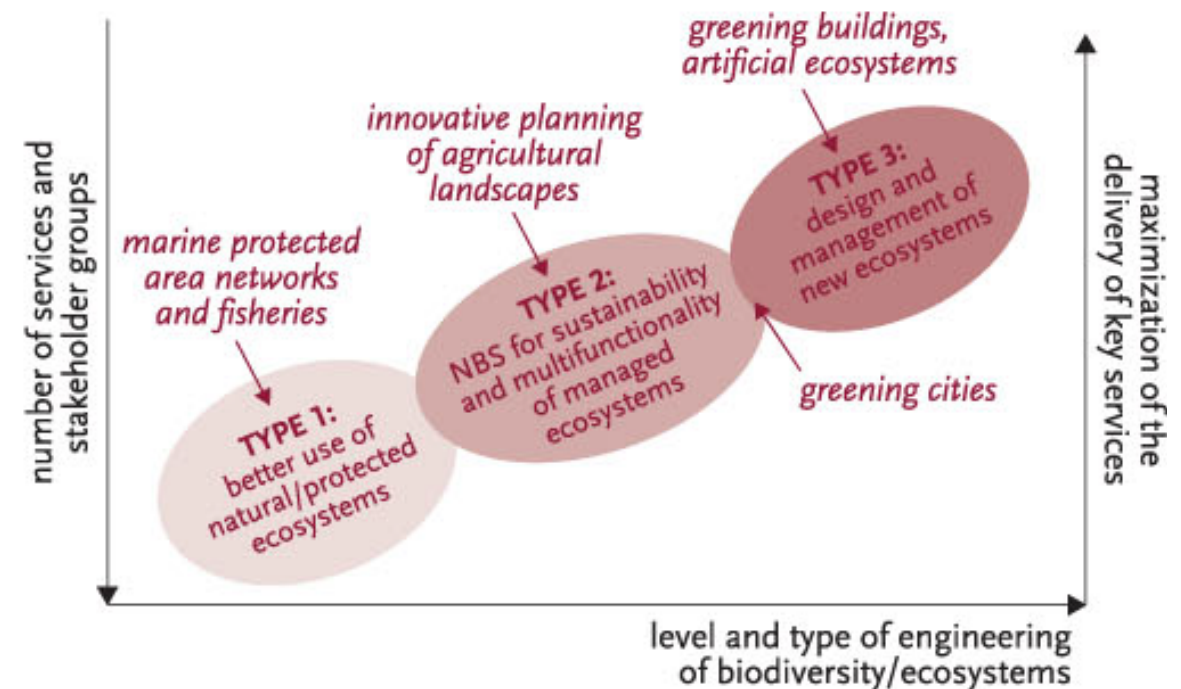 greening buildings,
artificial ecosystems
innovative planning
of agricultural
landscapes
marine protected
area networks
and fisheries
number of services and
stakeholder groups
TYPE 1:
better use of
natural/protected
ecosystems
TYPE 2:
NBS for sustainability
and multifunctionality
of managed
ecosystems
TYPE 3:
design and
management of
new ecosystems
greening cities
maximization of the
delivery of key services
level and type of engineering
of biodiversity/ecosystems